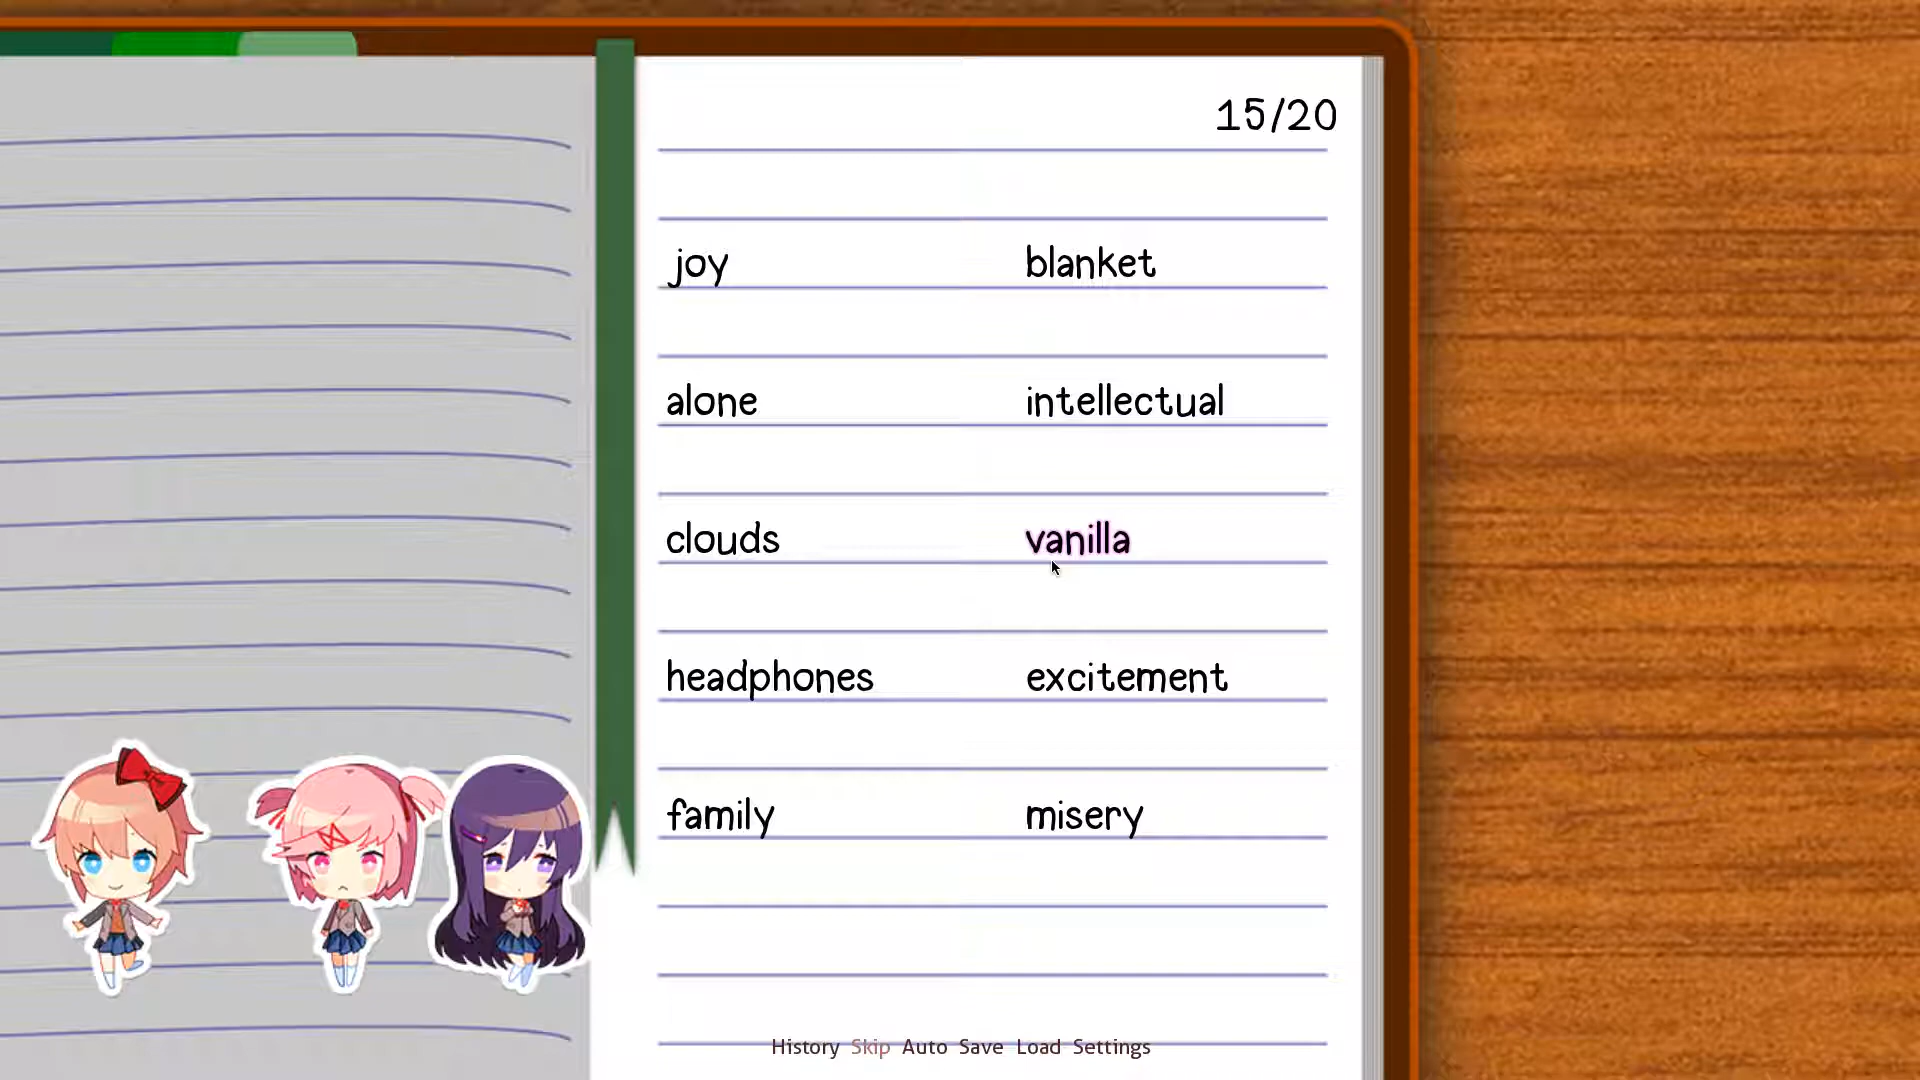 15/20
joy blanket
alone intellectual
clouds vanilla
headphones excitement
family misery
History Skip Auto Save Load Settings